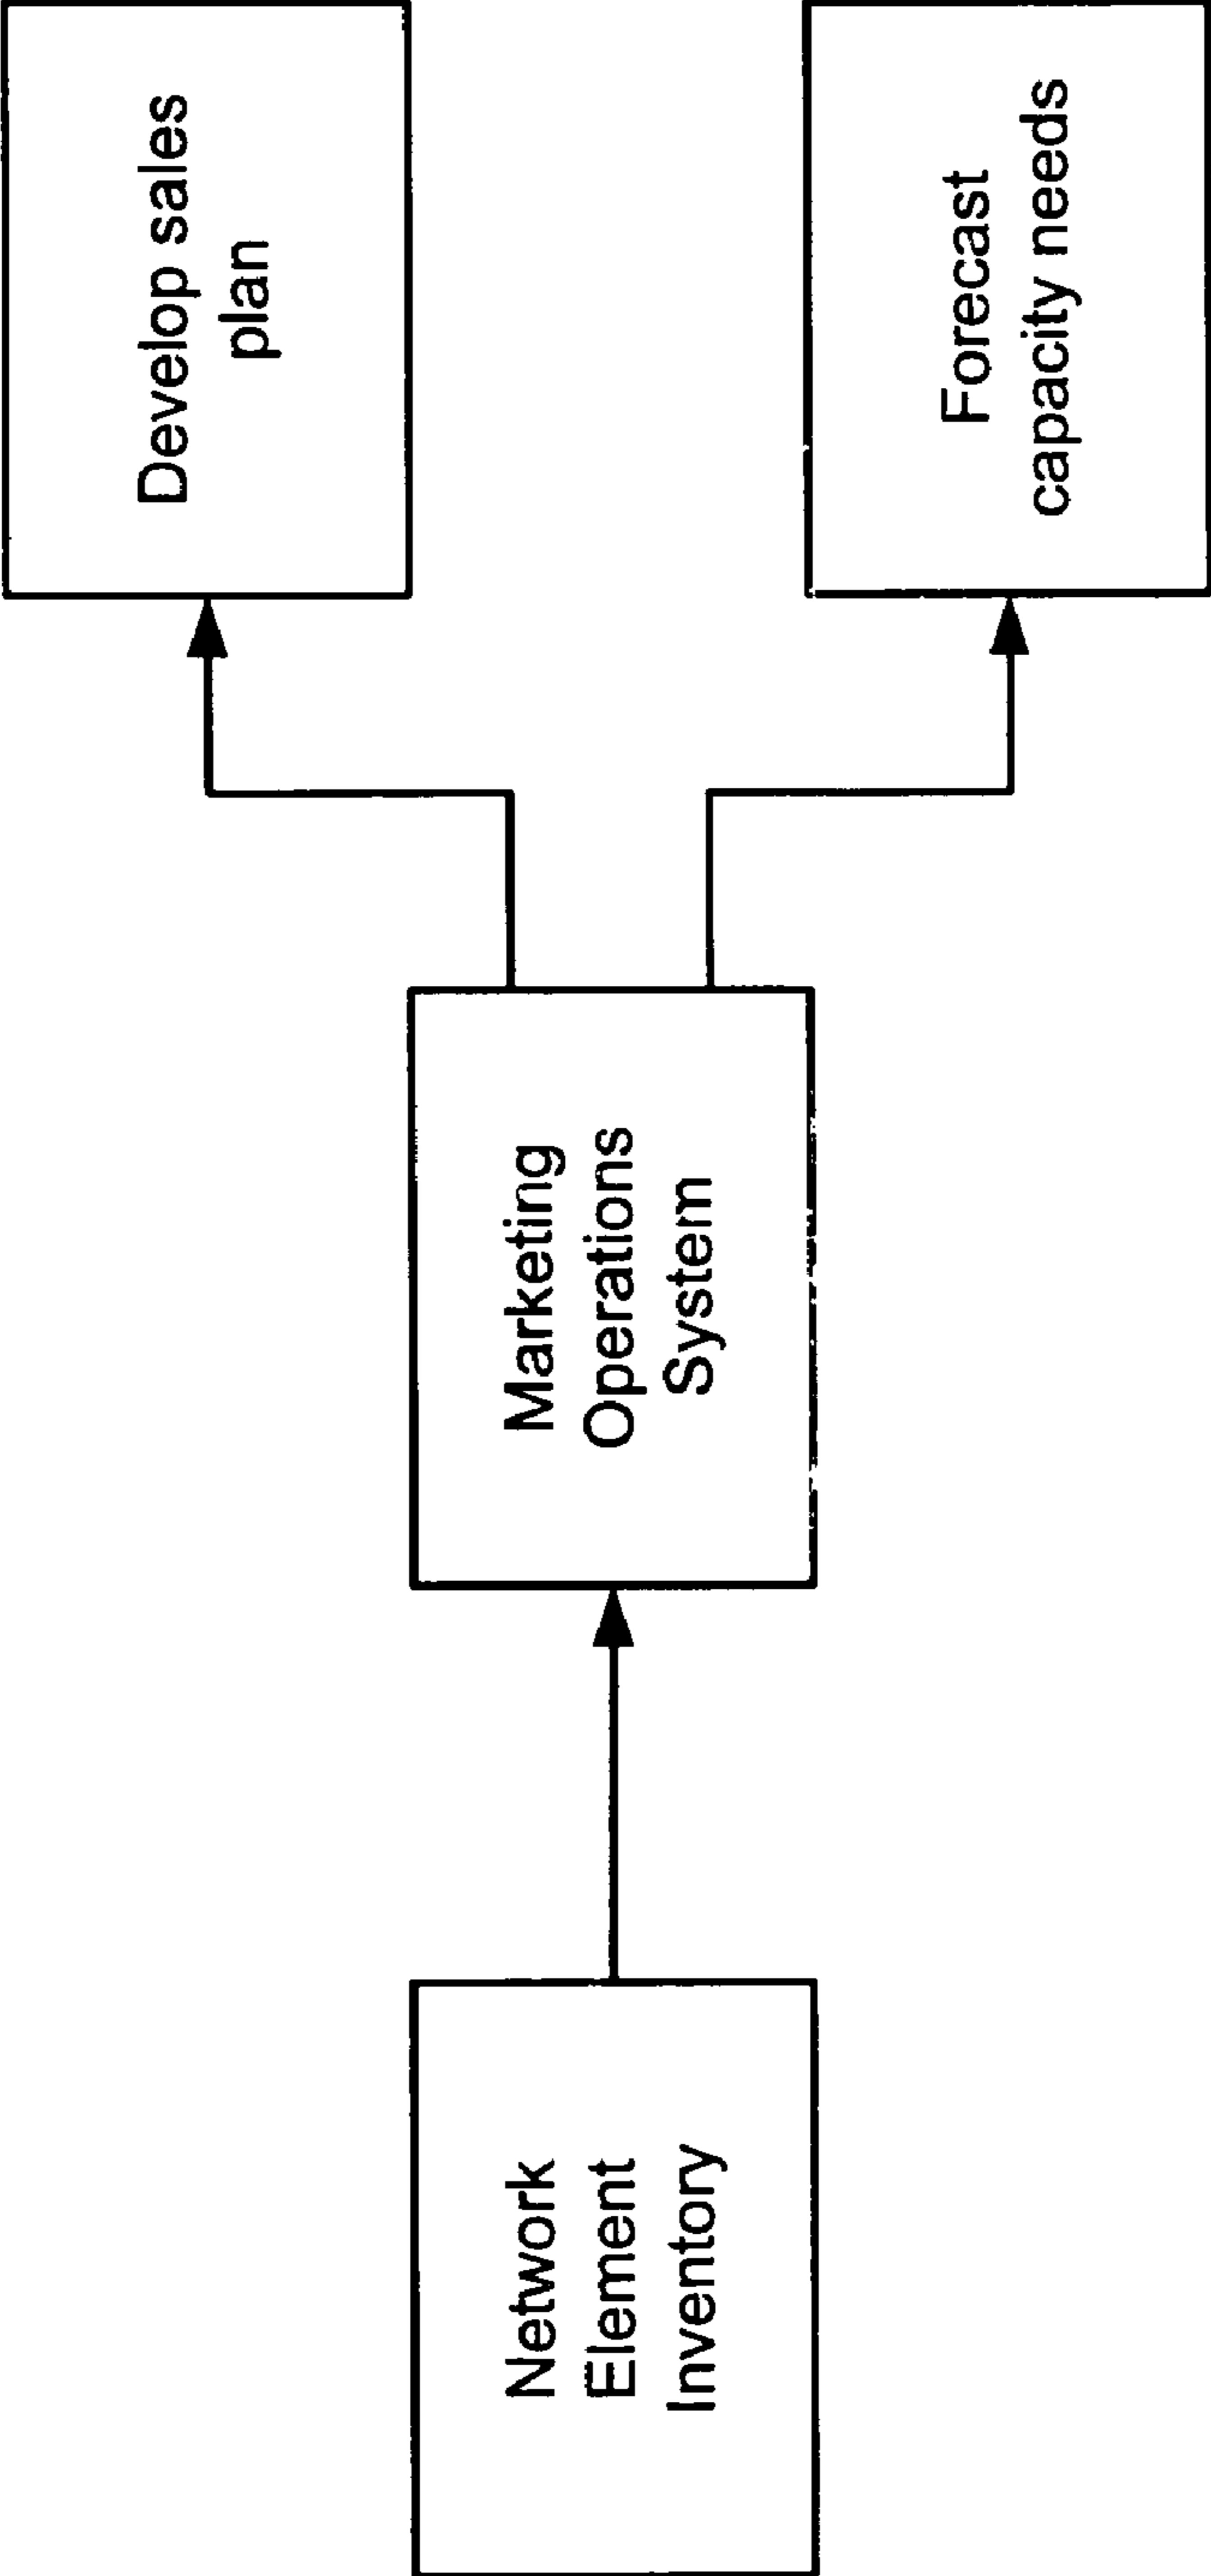 Network
Element
Inventory
Marketing
Operations
System
Develop sales
plan
Forecast
capacity needs